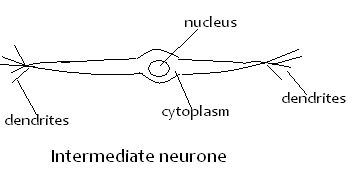 nucleus
cytoplasm
dendrites
dendrites
Intermediate neurone